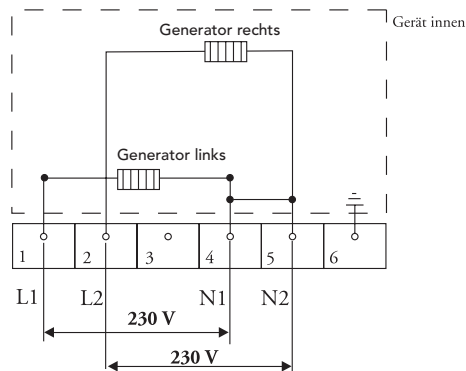 Gerät innen
Generator rechts
Generator links
1 2 3 4 5 6
L1 L2 N1 N2
230 V
230 V